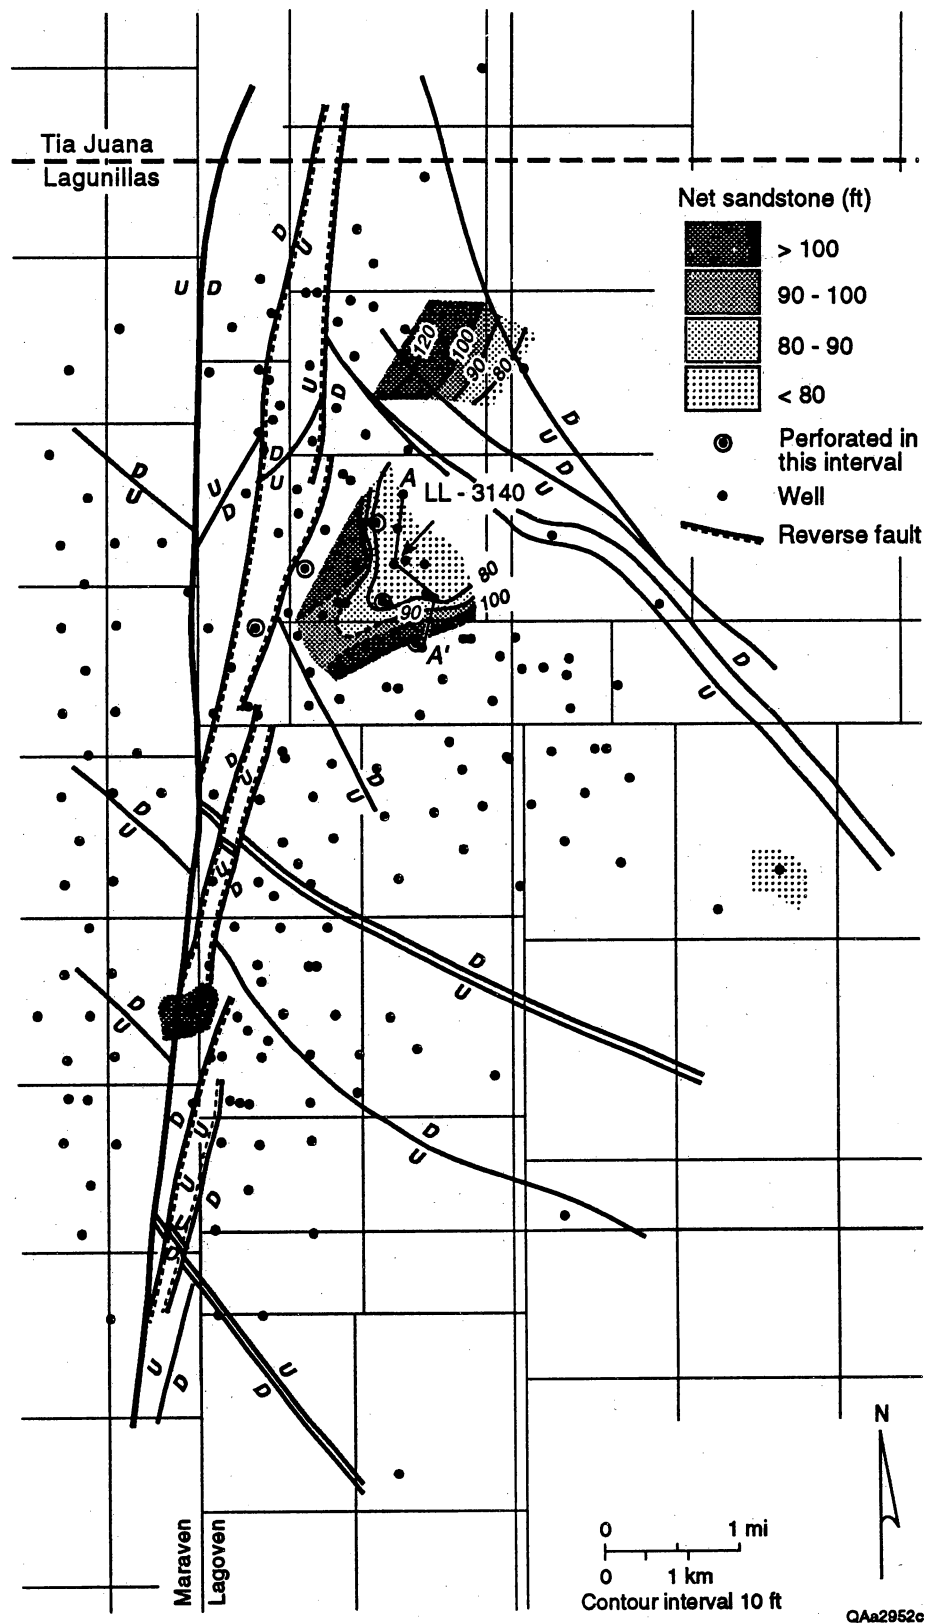 Tia Juana
Lagunillas
Net sandstone (ft)
> 100
90 - 100
80 - 90
< 80
Perforated in
this interval
Well
Reverse fault
D
U
U D
120
100
90
80
U
D
D
U
D
U
D
U
D
U
U
D
A
LL - 3140
80
100
90
A'
D
U
D
U
D
U
D
U
U
D
D
U
D
U
D
U
U
D
D
U
U
D
U
D
U
D
N
Maraven
Lagoven
0 1 mi
0 1 km
Contour interval 10 ft
QAa2952c